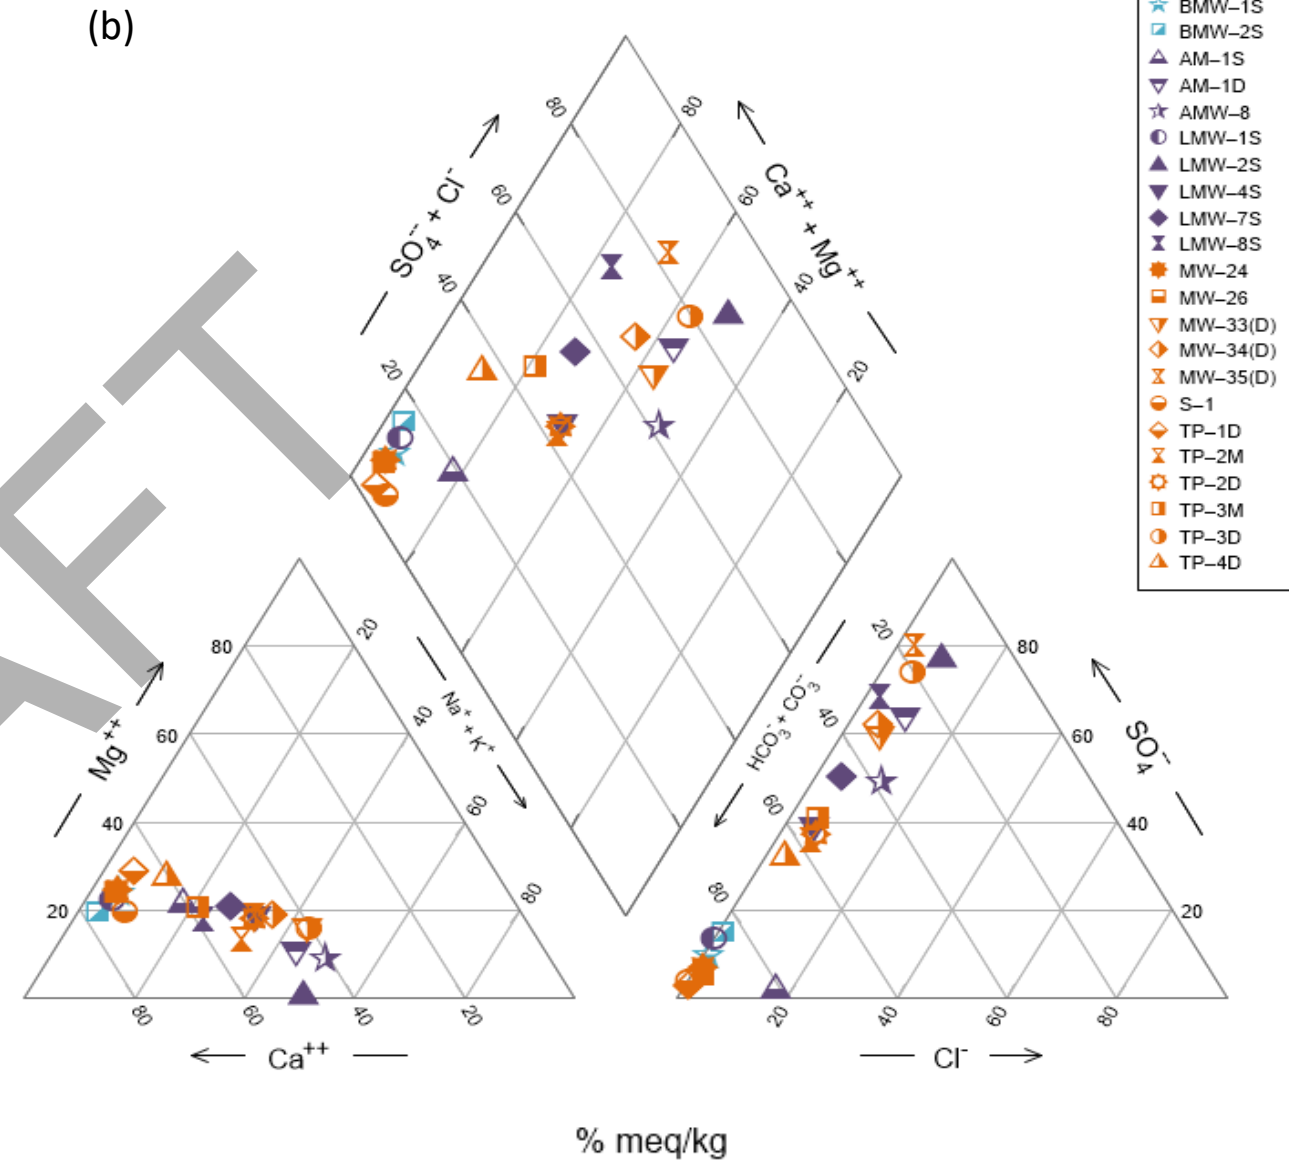 (b)
BMW–1S
BMW–2S
AM–1S
AM–1D
AMW–8
LMW–1S
LMW–2S
LMW–4S
LMW–7S
LMW–8S
MW–24
MW–26
MW–33(D)
MW–34(D)
MW–35(D)
S–1
TP–1D
TP–2M
TP–2D
TP–3M
TP–3D
TP–4D
80
80
60
60
40
40
20
20
SO4-- + Cl-
Ca++ + Mg++
AFT
80
60
40
20
20
40
60
80
Mg++
Na+ + K+
80
60
40
20
Ca++
20
40
60
80
80
60
40
20
HCO3- + CO3--
SO4--
20
40
60
80
Cl-
% meq/kg